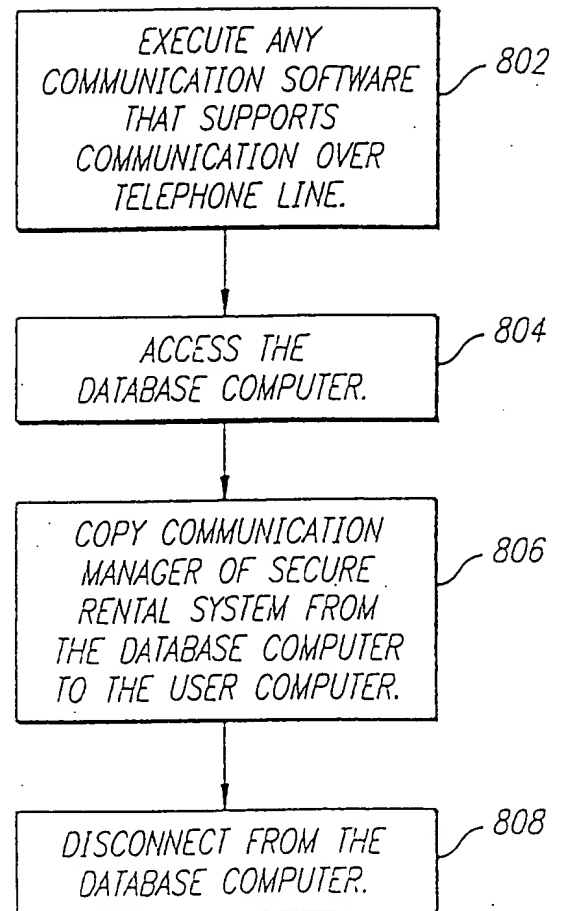 EXECUTE ANY
COMMUNICATION SOFTWARE
THAT SUPPORTS
COMMUNICATION OVER
TELEPHONE LINE.
802
ACCESS THE
DATABASE COMPUTER.
804
COPY COMMUNICATION
MANAGER OF SECURE
RENTAL SYSTEM FROM
THE DATABASE COMPUTER
TO THE USER COMPUTER.
806
DISCONNECT FROM THE
DATABASE COMPUTER.
808